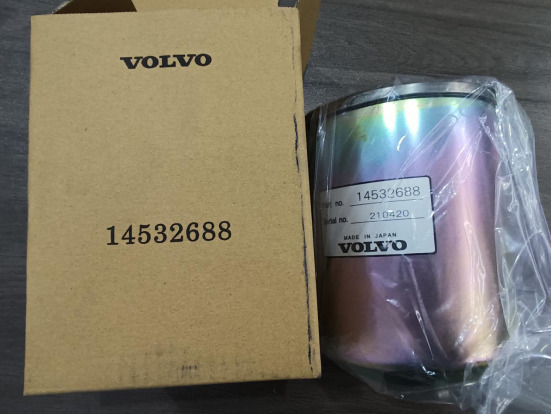 VOLVO
14532688
no. 14532688
no. 210420
MADE IN JAPAN
VOLVO